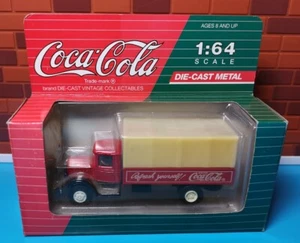 AGES 8 AND UP
Coca-Cola
Trade-mark ®
brand DIE-CAST VINTAGE COLLECTABLES
1:64
SCALE
DIE-CAST METAL
Refresh yourself! Coca-Cola